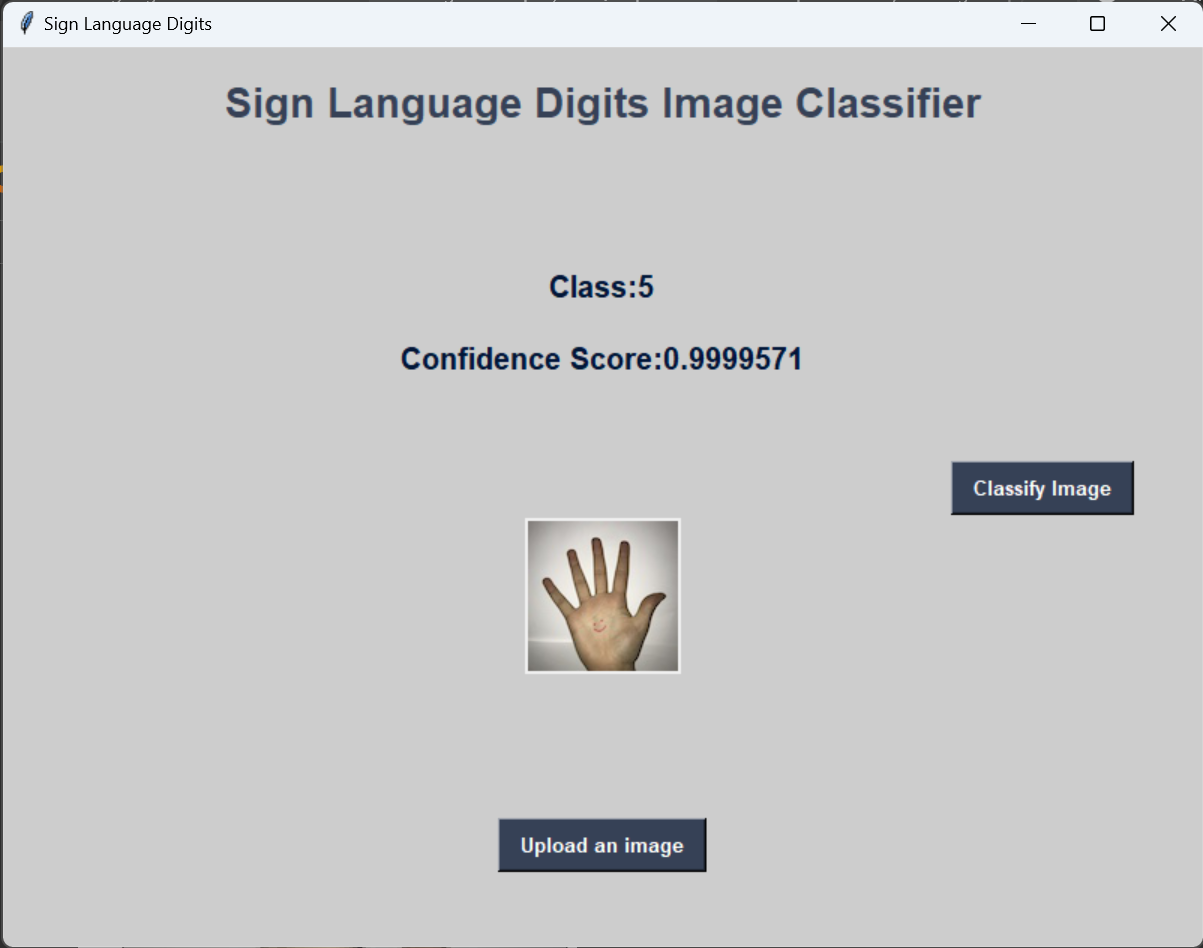 Sign Language Digits
Sign Language Digits Image Classifier
Class:5
Confidence Score:0.9999571
Classify Image
Upload an image